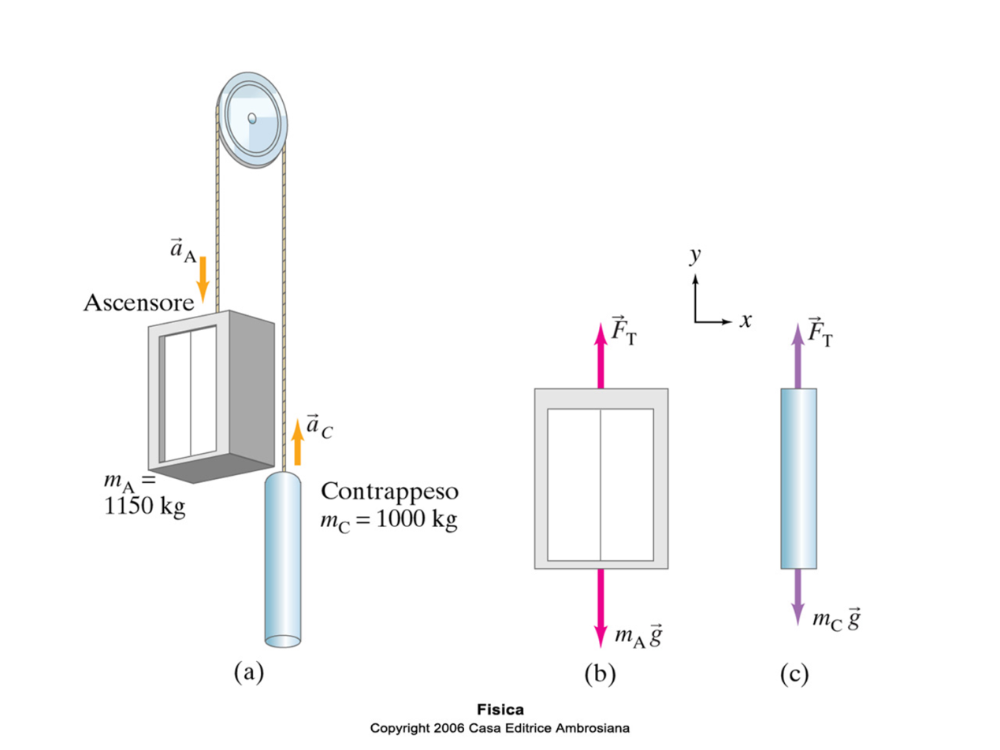 a⃗A
Ascensore
mA =
1150 kg
a⃗C
Contrappeso
mC = 1000 kg
(a)
F⃗T
mA g⃗
(b)
y
x
F⃗T
mC g⃗
(c)
Fisica
Copyright 2006 Casa Editrice Ambrosiana